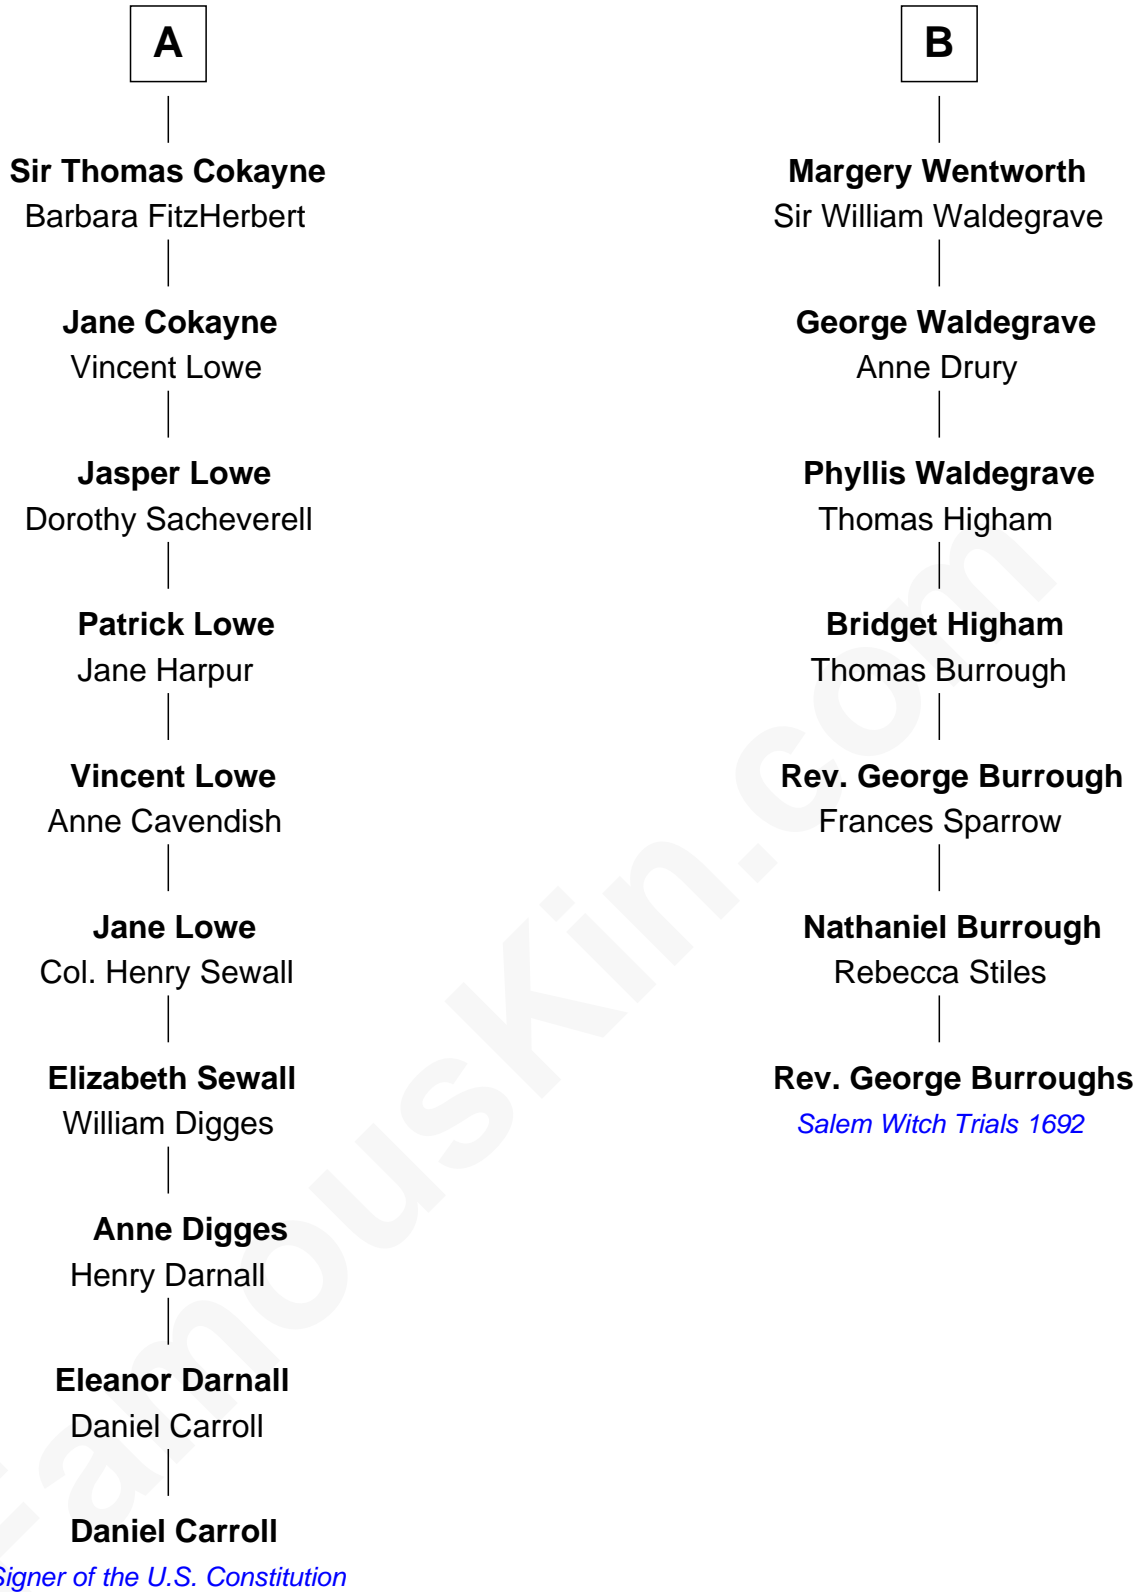 A
Sir Thomas Cokayne
Barbara FitzHerbert
Jane Cokayne
Vincent Lowe
Jasper Lowe
Dorothy Sacheverell
Patrick Lowe
Jane Harpur
Vincent Lowe
Anne Cavendish
Jane Lowe
Col. Henry Sewall
Elizabeth Sewall
William Digges
Anne Digges
Henry Darnall
Eleanor Darnall
Daniel Carroll
Daniel Carroll
Signer of the U.S. Constitution
B
Margery Wentworth
Sir William Waldegrave
George Waldegrave
Anne Drury
Phyllis Waldegrave
Thomas Higham
Bridget Higham
Thomas Burrough
Rev. George Burrough
Frances Sparrow
Nathaniel Burrough
Rebecca Stiles
Rev. George Burroughs
Salem Witch Trials 1692
FamousKin.com